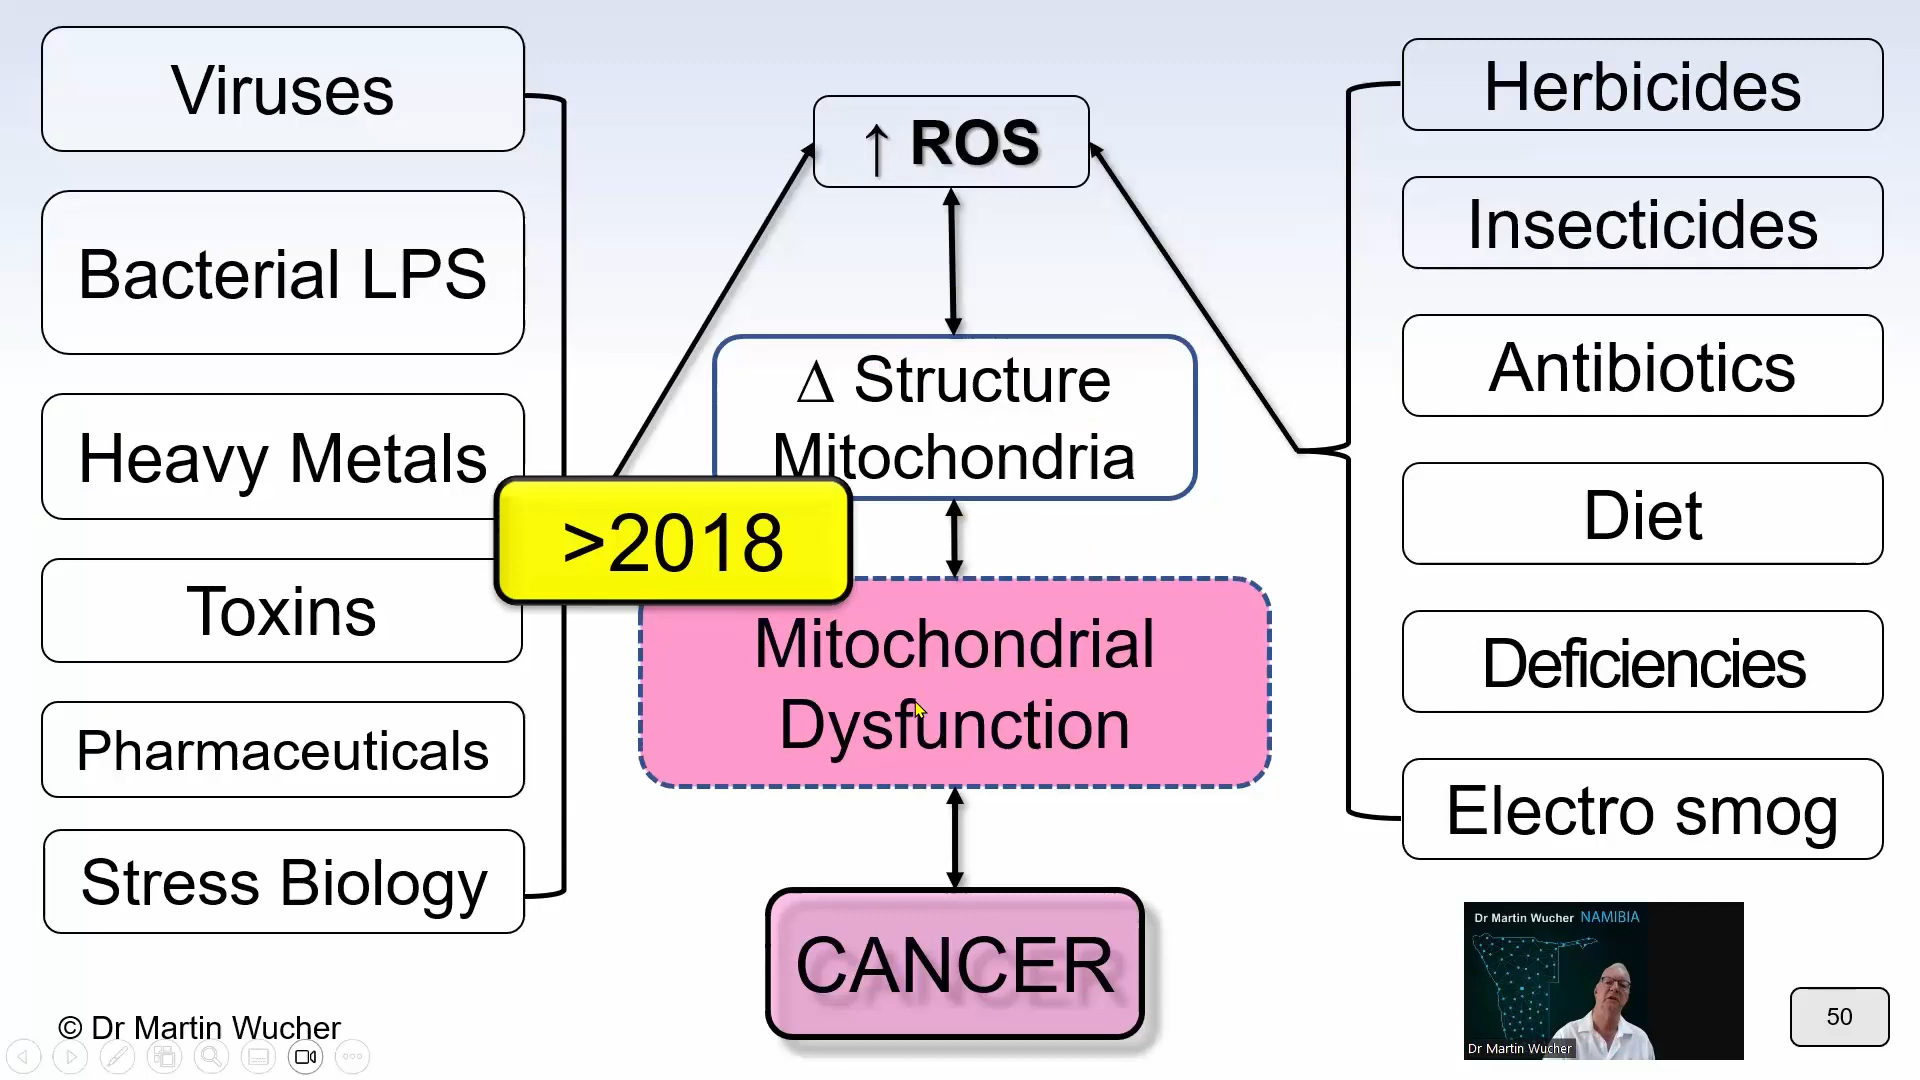 Viruses
Bacterial LPS
Heavy Metals
Toxins
Pharmaceuticals
Stress Biology
↑ ROS
Δ Structure
Mitochondria
>2018
Mitochondrial
Dysfunction
CANCER
Herbicides
Insecticides
Antibiotics
Diet
Deficiencies
Electro smog
Dr Martin Wucher NAMIBIA
Dr Martin Wucher
50
© Dr Martin Wucher